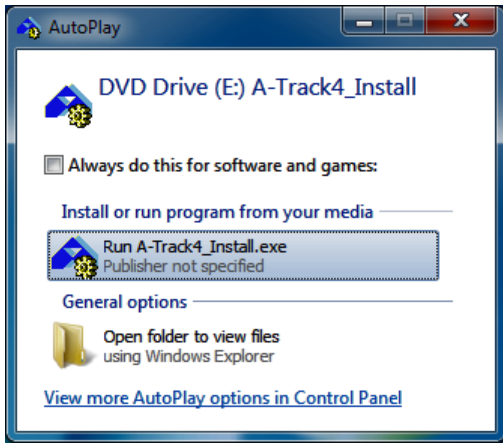 AutoPlay
DVD Drive (E:) A-Track4_Install
Always do this for software and games:
Install or run program from your media
Run A-Track4_Install.exe
Publisher not specified
General options
Open folder to view files
using Windows Explorer
View more AutoPlay options in Control Panel